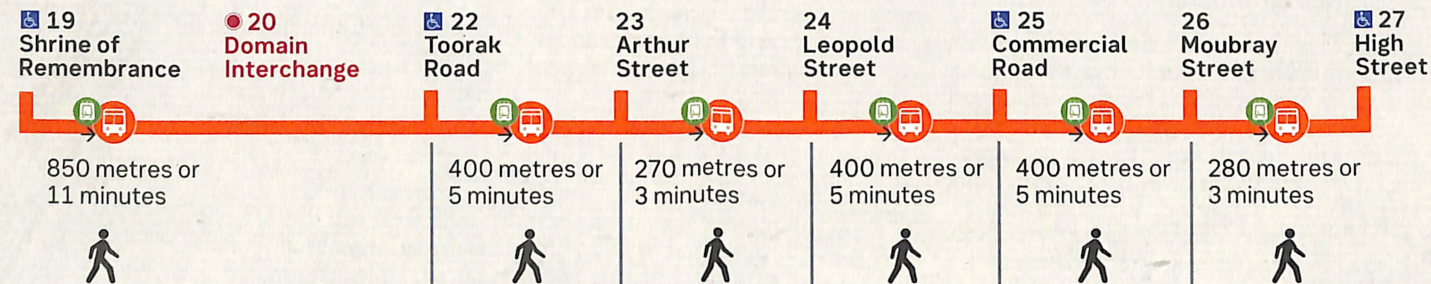 19
Shrine of
Remembrance
20
Domain
Interchange
22
Toorak
Road
23
Arthur
Street
24
Leopold
Street
25
Commercial
Road
26
Moubray
Street
27
High
Street
850 metres or
11 minutes
400 metres or
5 minutes
270 metres or
3 minutes
400 metres or
5 minutes
400 metres or
5 minutes
280 metres or
3 minutes